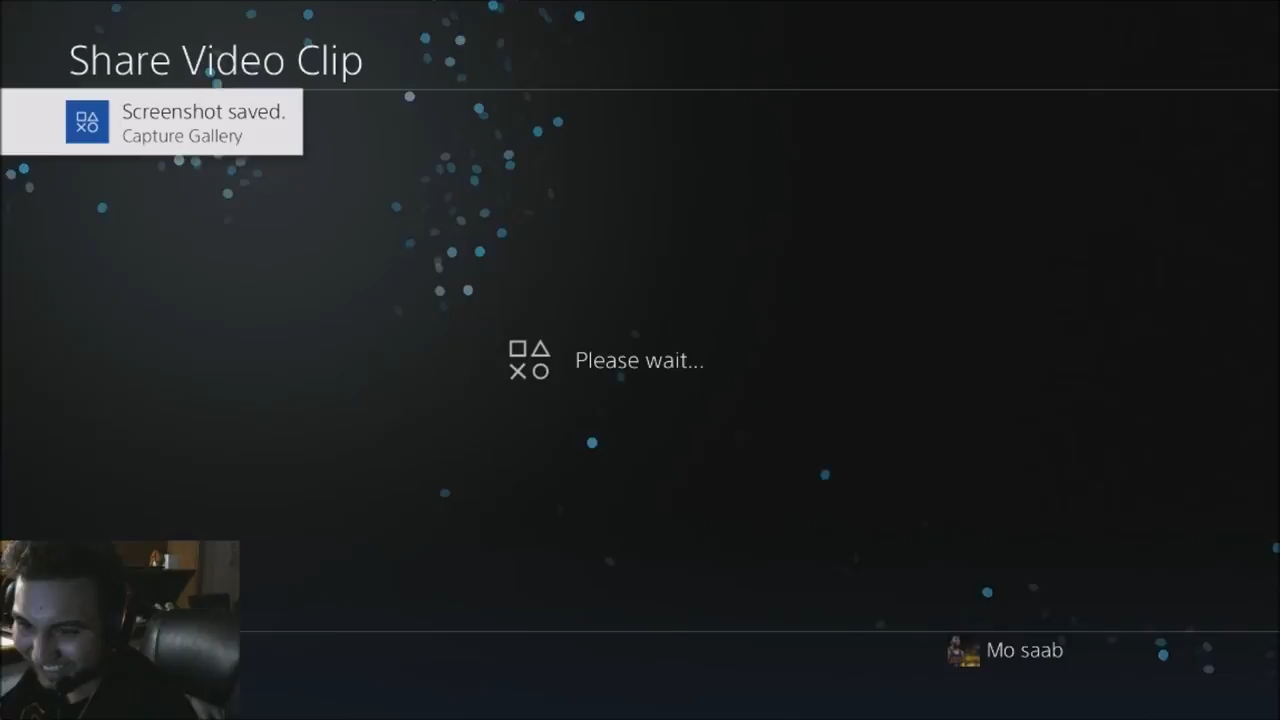 Share Video Clip
Screenshot saved.
Capture Gallery
Please wait...
Mo saab